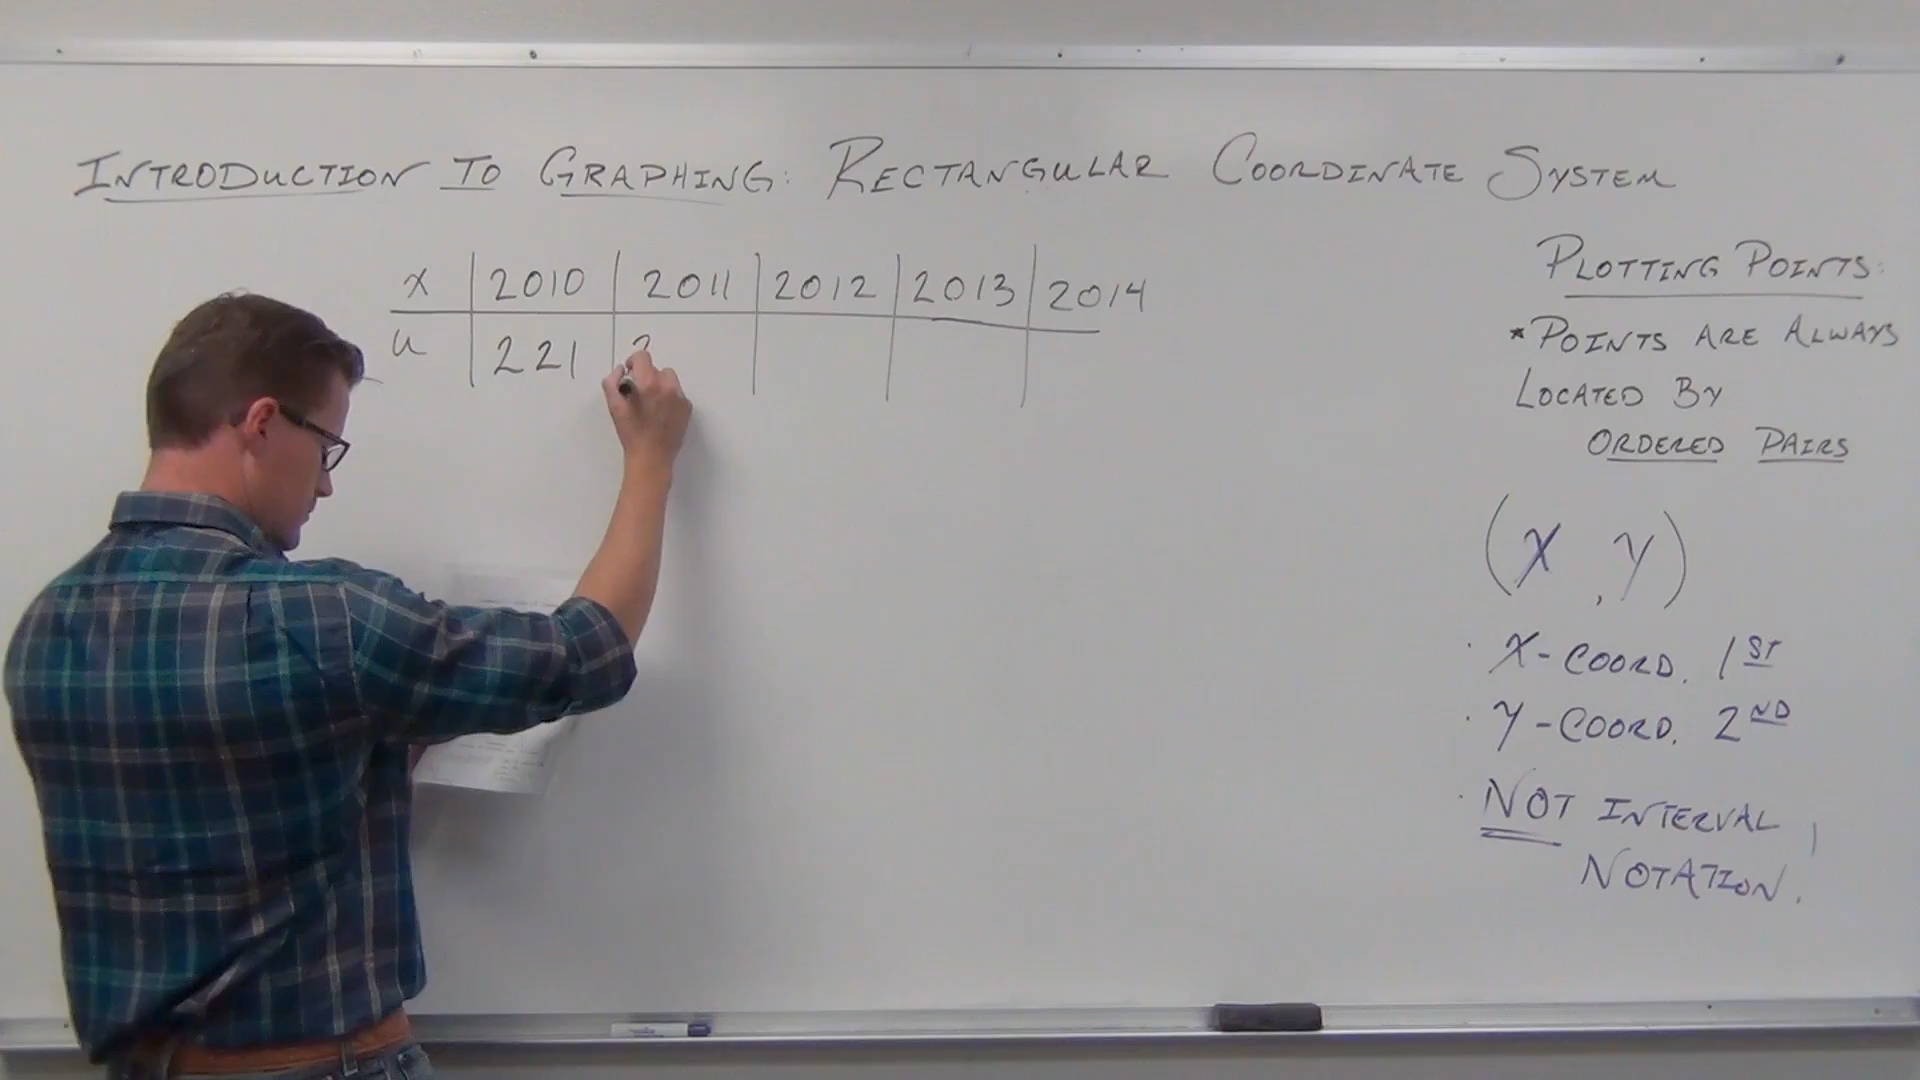 INTRODUCTION TO GRAPHING: RECTANGULAR COORDINATE SYSTEM
x 2010 2011 2012 2013 2014
u 221 2
PLOTTING POINTS:
*POINTS ARE ALWAYS
LOCATED BY
ORDERED PAIRS
(X, Y)
· X-COORD. 1ST
· Y-COORD. 2ND
· NOT INTERVAL
NOTATION.